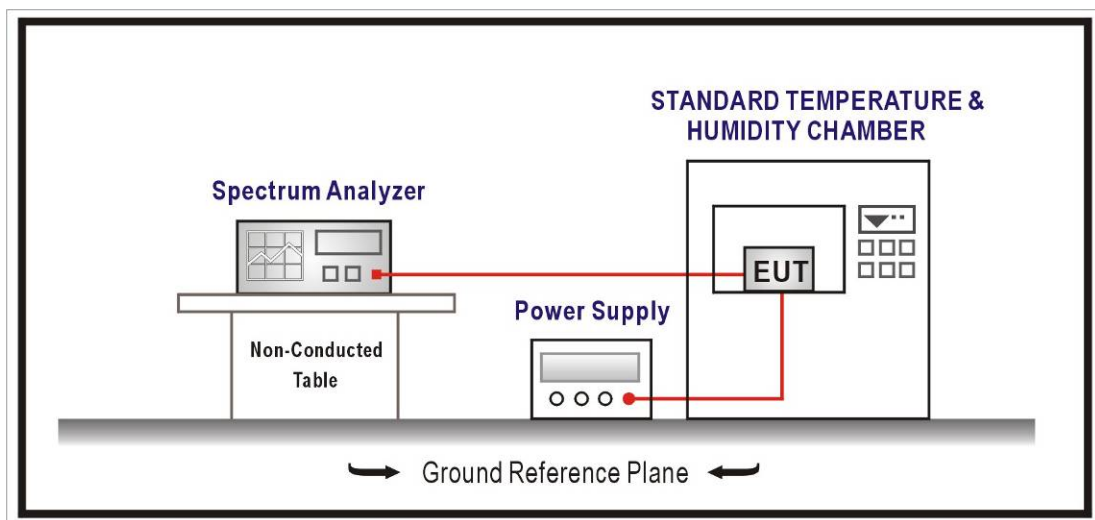 STANDARD TEMPERATURE &
HUMIDITY CHAMBER
Spectrum Analyzer
EUT
Power Supply
Non-Conducted
Table
Ground Reference Plane